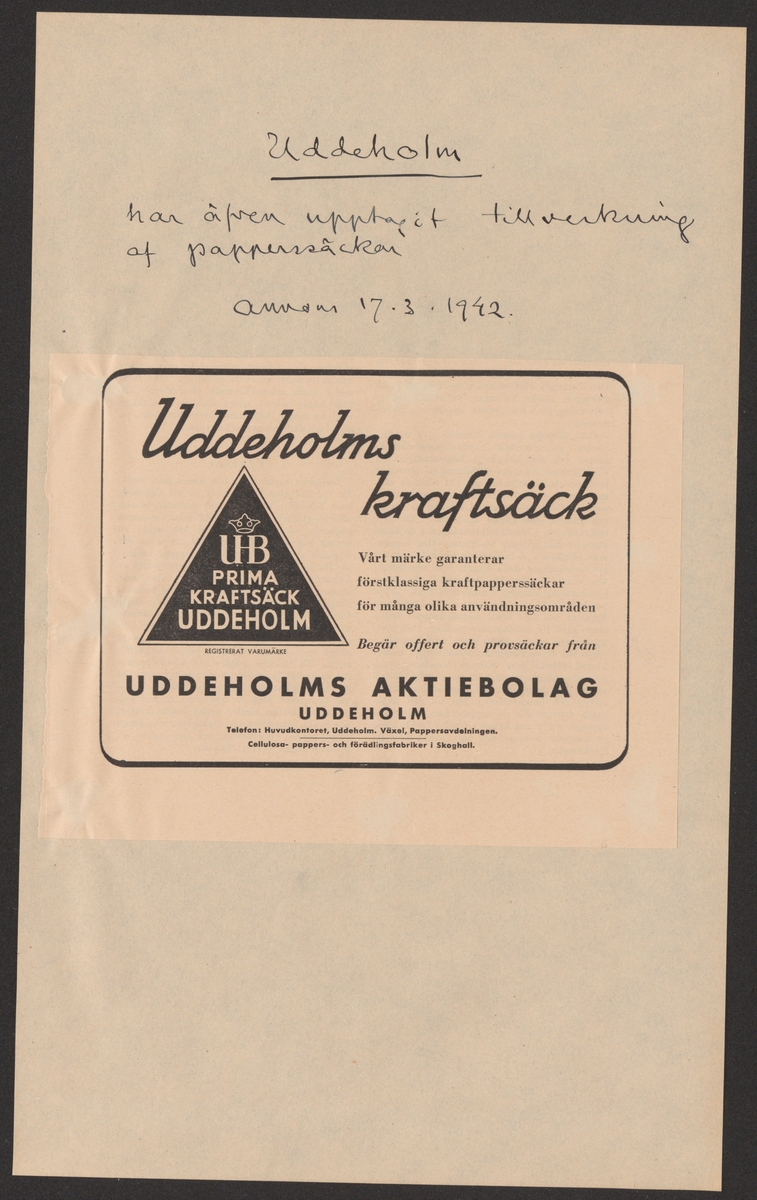 Uddeholm
har äfven upptagit tillverkning
af papperssäckar
Annons 17.3.1942.
Uddeholms
kraftsäck
UHB
PRIMA
KRAFTSÄCK
UDDEHOLM
REGISTRERAT VARUMÄRKE
Vårt märke garanterar
förstklassiga kraftpapperssäckar
för många olika användningsområden
Begär offert och provsäckar från
UDDEHOLMS AKTIEBOLAG
UDDEHOLM
Telefon: Huvudkontoret, Uddeholm. Växel, Pappersavdelningen.
Cellulosa- pappers- och förädlingsfabriker i Skoghall.